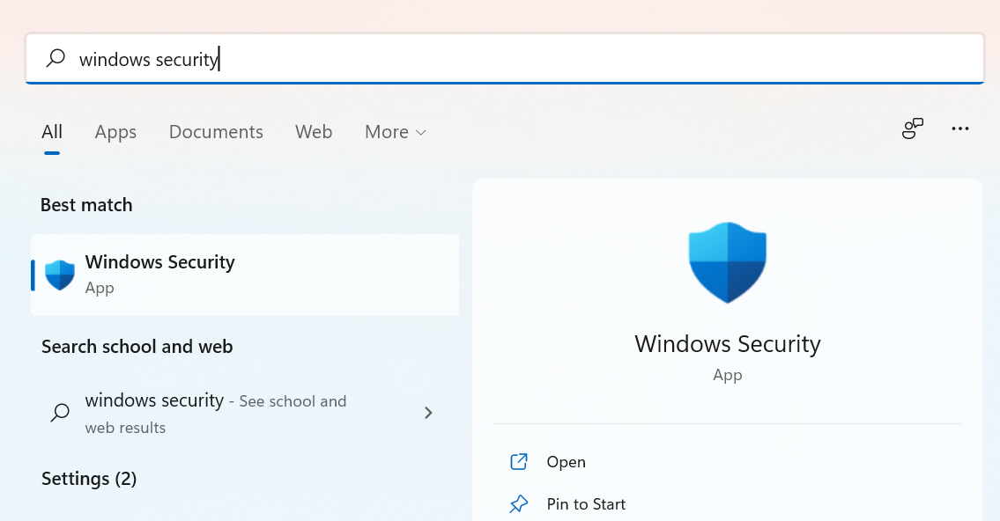 windows security
All
Apps
Documents
Web
More
Best match
Windows Security
App
Search school and web
windows security - See school and
web results
Settings (2)
Windows Security
App
Open
Pin to Start